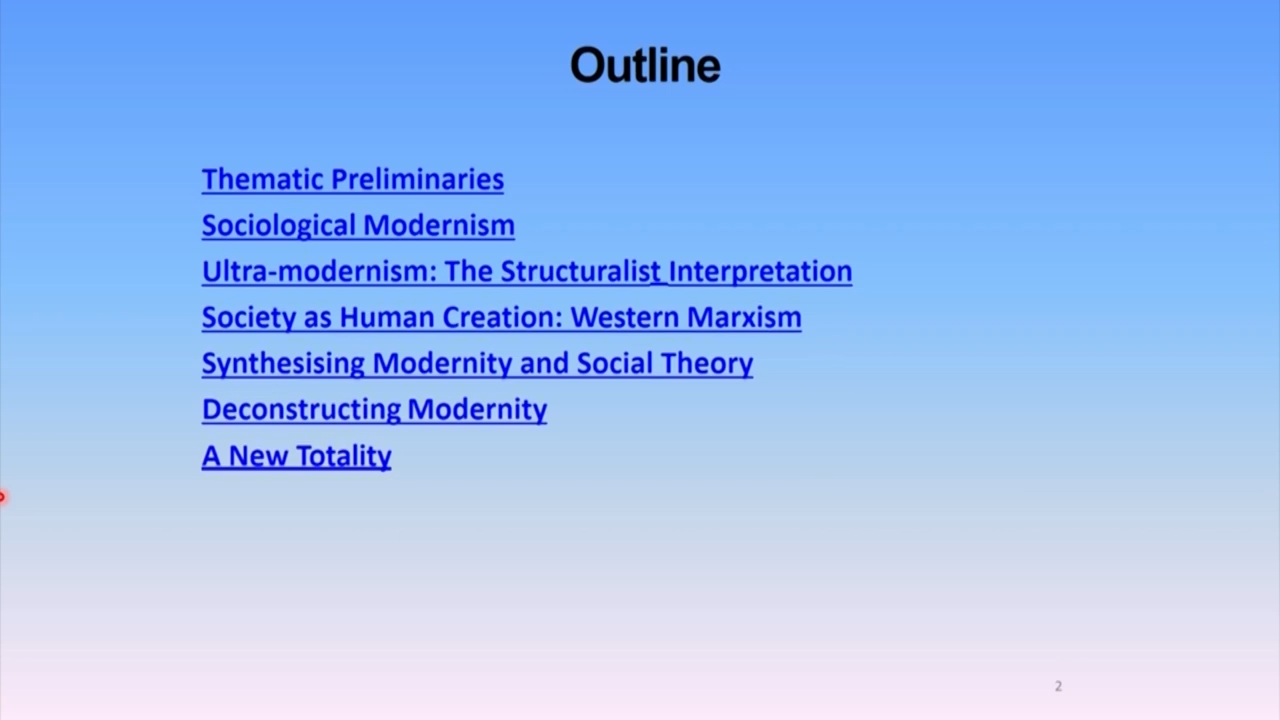 Outline
Thematic Preliminaries
Sociological Modernism
Ultra-modernism: The Structuralist Interpretation
Society as Human Creation: Western Marxism
Synthesising Modernity and Social Theory
Deconstructing Modernity
A New Totality
2